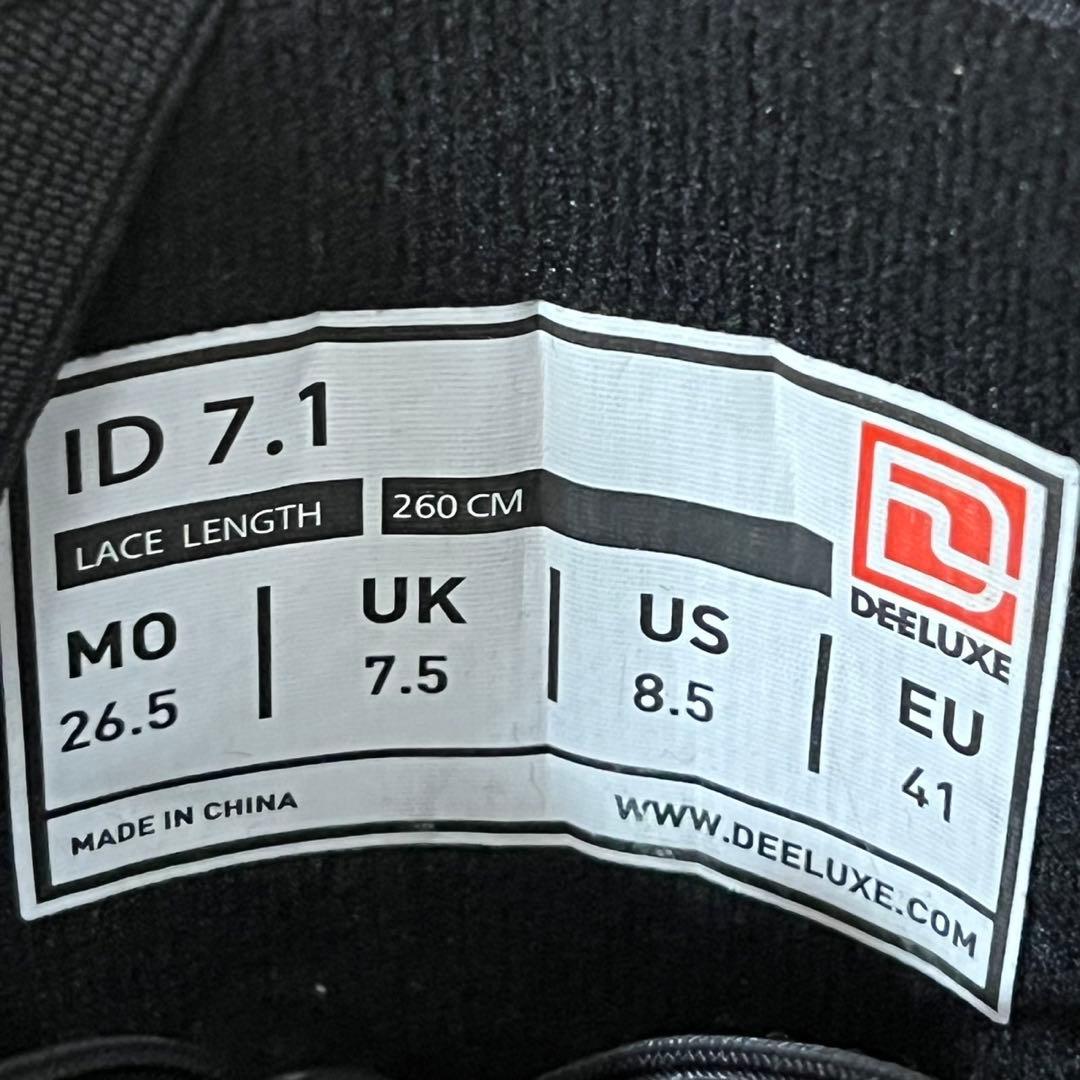 ID 7.1
LACE LENGTH 260 CM
DEELUXE
MO UK US EU
26.5 7.5 8.5 41
MADE IN CHINA WWW.DEELUXE.COM